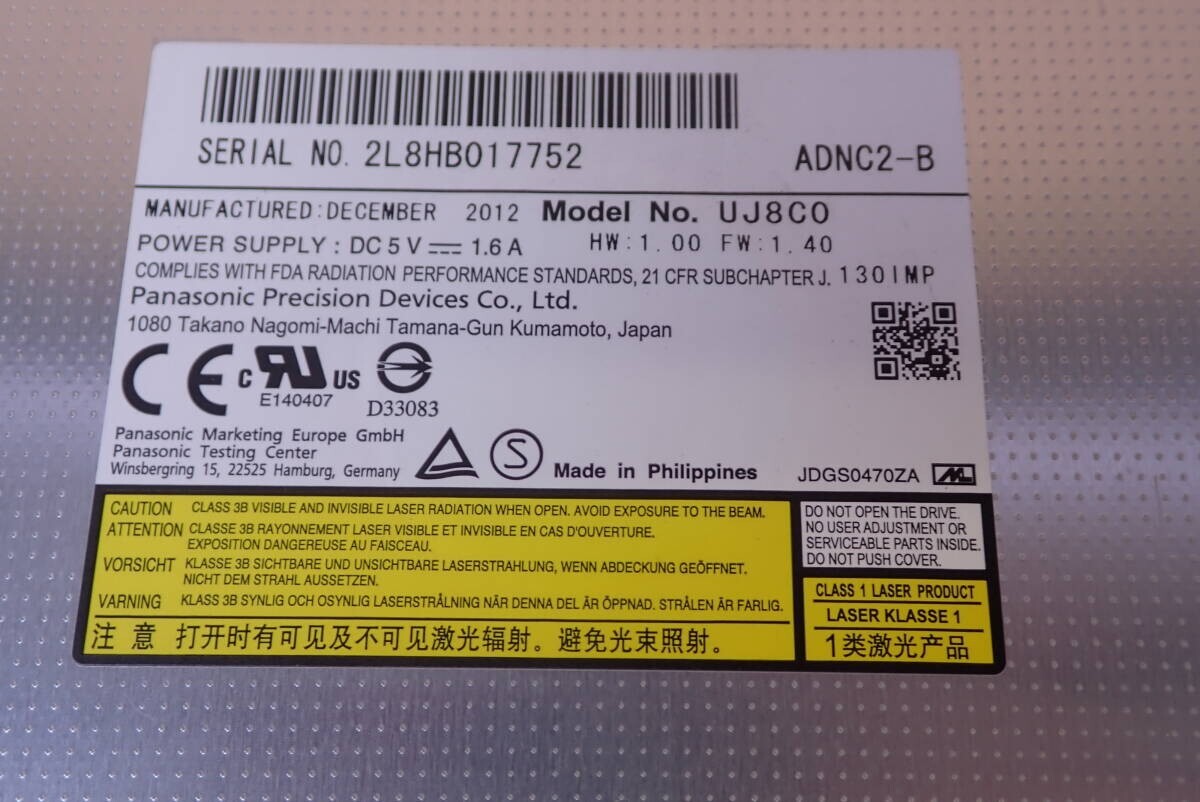 SERIAL NO. 2L8HB017752 ADNC2-B
MANUFACTURED:DECEMBER 2012 Model No. UJ8C0
POWER SUPPLY : DC 5 V ⎓ 1.6 A HW:1.00 FW:1.40
COMPLIES WITH FDA RADIATION PERFORMANCE STANDARDS, 21 CFR SUBCHAPTER J. 1301MP
Panasonic Precision Devices Co., Ltd.
1080 Takano Nagomi-Machi Tamana-Gun Kumamoto, Japan
CE c RU US
E140407 D33083
Panasonic Marketing Europe GmbH
Panasonic Testing Center
Winsbergring 15, 22525 Hamburg, Germany
S
Made in Philippines JDGS0470ZA
CAUTION CLASS 3B VISIBLE AND INVISIBLE LASER RADIATION WHEN OPEN. AVOID EXPOSURE TO THE BEAM.
ATTENTION CLASSE 3B RAYONNEMENT LASER VISIBLE ET INVISIBLE EN CAS D'OUVERTURE.
EXPOSITION DANGEREUSE AU FAISCEAU.
VORSICHT KLASSE 3B SICHTBARE UND UNSICHTBARE LASERSTRAHLUNG, WENN ABDECKUNG GEÖFFNET.
NICHT DEM STRAHL AUSSETZEN.
VARNING KLASS 3B SYNLIG OCH OSYNLIG LASERSTRÅLNING NÄR DENNA DEL ÄR ÖPPNAD. STRÅLEN ÄR FARLIG.
注意 打开时有可见及不可见激光辐射。避免光束照射。
DO NOT OPEN THE DRIVE.
NO USER ADJUSTMENT OR
SERVICEABLE PARTS INSIDE.
DO NOT PUSH COVER.
CLASS 1 LASER PRODUCT
LASER KLASSE 1
1类激光产品